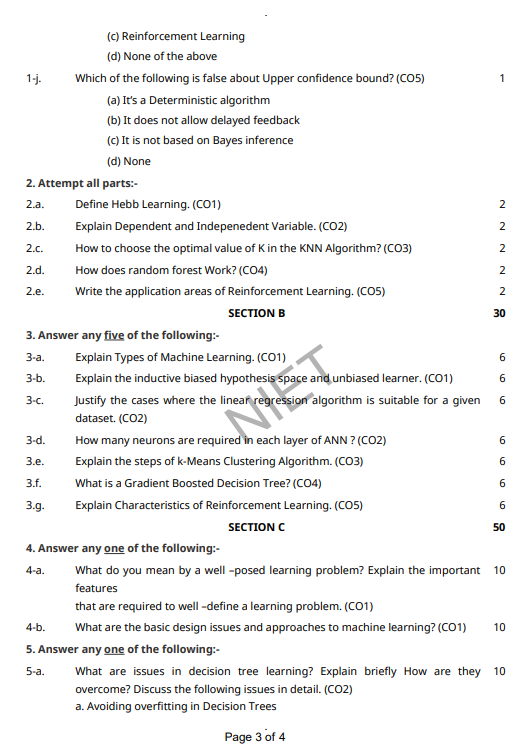 (c) Reinforcement Learning
(d) None of the above
1-j. Which of the following is false about Upper confidence bound? (CO5) 1
(a) It's a Deterministic algorithm
(b) It does not allow delayed feedback
(c) It is not based on Bayes inference
(d) None
2. Attempt all parts:-
2.a. Define Hebb Learning. (CO1) 2
2.b. Explain Dependent and Indepenedent Variable. (CO2) 2
2.c. How to choose the optimal value of K in the KNN Algorithm? (CO3) 2
2.d. How does random forest Work? (CO4) 2
2.e. Write the application areas of Reinforcement Learning. (CO5) 2
SECTION B 30
3. Answer any five of the following:-
3-a. Explain Types of Machine Learning. (CO1) 6
3-b. Explain the inductive biased hypothesis space and unbiased learner. (CO1) 6
3-c. Justify the cases where the linear regression algorithm is suitable for a given 6
dataset. (CO2)
3-d. How many neurons are required in each layer of ANN ? (CO2) 6
3.e. Explain the steps of k-Means Clustering Algorithm. (CO3) 6
3.f. What is a Gradient Boosted Decision Tree? (CO4) 6
3.g. Explain Characteristics of Reinforcement Learning. (CO5) 6
NIET
SECTION C 50
4. Answer any one of the following:-
4-a. What do you mean by a well –posed learning problem? Explain the important 10
features
that are required to well –define a learning problem. (CO1)
4-b. What are the basic design issues and approaches to machine learning? (CO1) 10
5. Answer any one of the following:-
5-a. What are issues in decision tree learning? Explain briefly How are they 10
overcome? Discuss the following issues in detail. (CO2)
a. Avoiding overfitting in Decision Trees
Page 3 of 4